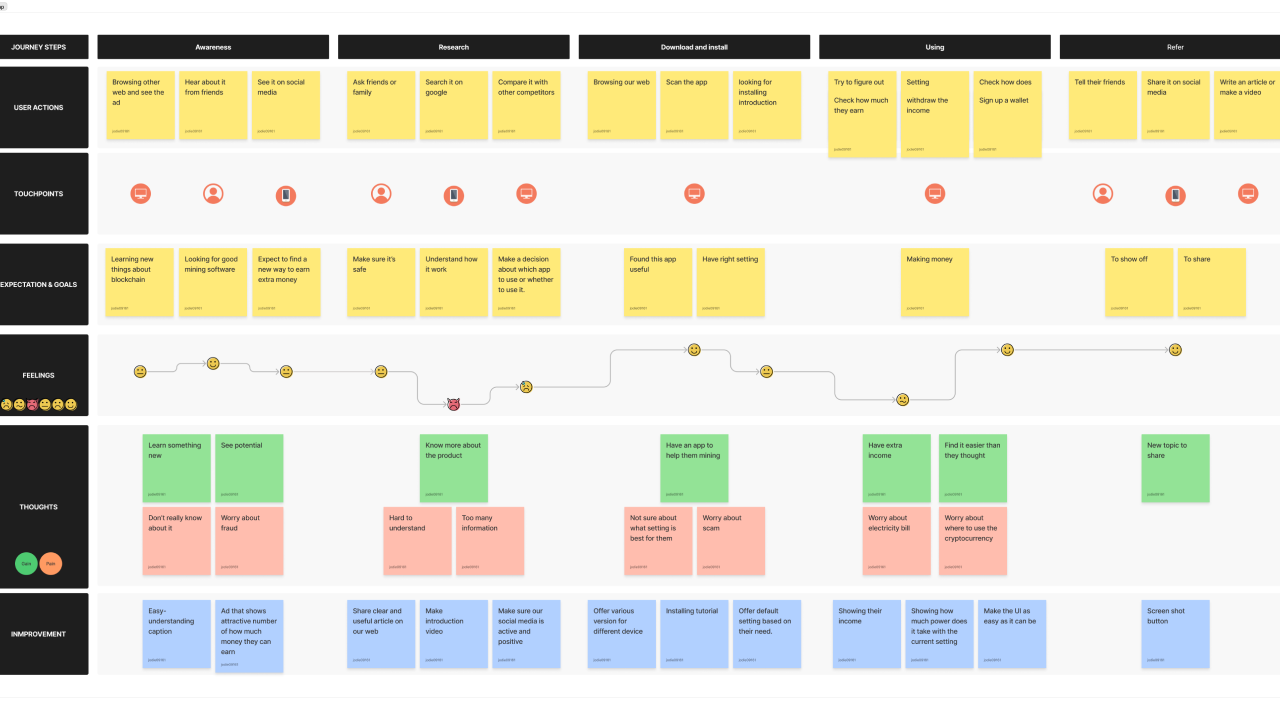 JOURNEY STEPS
Awareness
Research
Download and install
Using
Refer
USER ACTIONS
Browsing other
web and see the
ad
Hear about it
from friends
See it on social
media
Ask friends or
family
Search it on
google
Compare it with
other competitors
Browsing our web
Scan the app
looking for
installing
introduction
Try to figure out
Check how much
they earn
Setting
withdraw the
income
Check how does
Sign up a wallet
Tell their friends
Share it on social
media
Write an article or
make a video
TOUCHPOINTS
EXPECTATION & GOALS
Learning new
things about
blockchain
Looking for good
mining software
Expect to find a
new way to earn
extra money
Make sure it's
safe
Understand how
it work
Make a decision
about which app
to use or whether
to use it.
Found this app
useful
Have right setting
Making money
To show off
To share
FEELINGS
THOUGHTS
Gain
Pain
Learn something
new
See potential
Know more about
the product
Have an app to
help them mining
Have extra
income
Find it easier than
they thought
New topic to
share
Don't really know
about it
Worry about
fraud
Hard to
understand
Too many
information
Not sure about
what setting is
best for them
Worry about
scam
Worry about
electricity bill
Worry about
where to use the
cryptocurrency
INMPROVEMENT
Easy-
understanding
caption
Ad that shows
attractive number
of how much
money they can
earn
Share clear and
useful article on
our web
Make
introduction
video
Make sure our
social media is
active and
positive
Offer various
version for
different device
Installing tutorial
Offer default
setting based on
their need.
Showing their
income
Showing how
much power does
it take with the
current setting
Make the UI as
easy as it can be
Screen shot
button